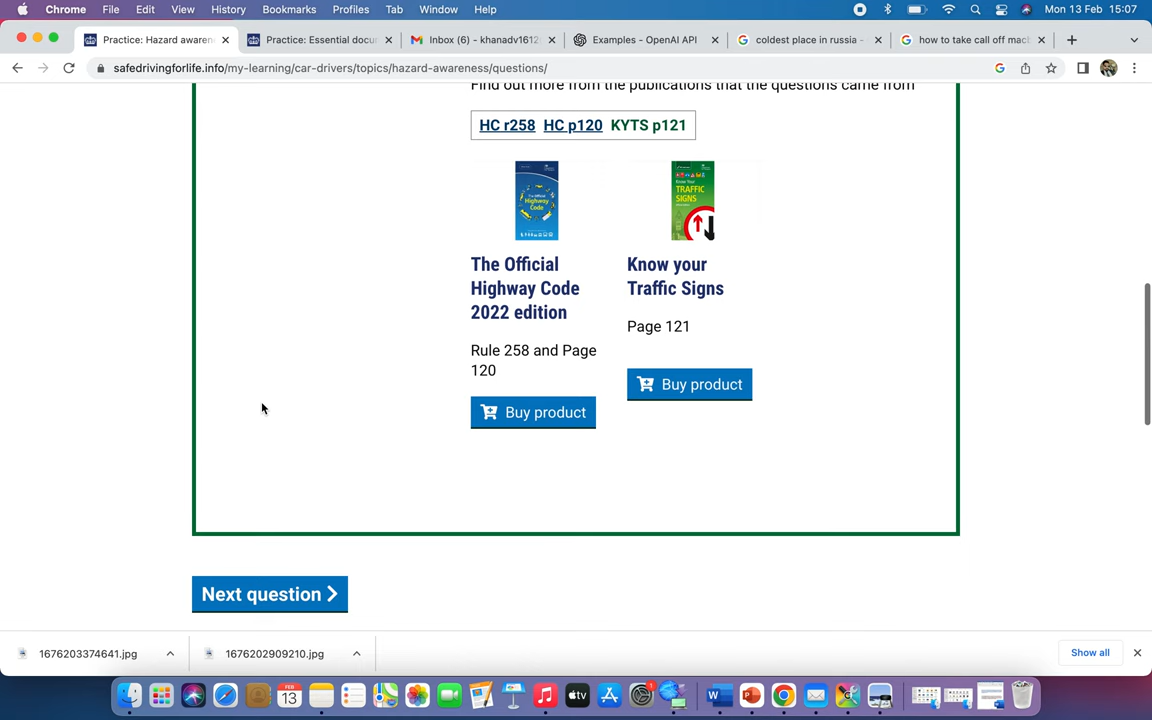 Chrome File Edit View History Bookmarks Profiles Tab Window Help Mon 13 Feb 15:07
Practice: Hazard awaren Practice: Essential docu Inbox (6) - khanadv1612 Examples - OpenAI API coldest place in russia - how to take call off mac
safedrivingforlife.info/my-learning/car-drivers/topics/hazard-awareness/questions/
Find out more from the publications that the questions came from
HC r258 HC p120 KYTS p121
The Official
Highway Code
2022 edition
Rule 258 and Page
120
Buy product
Know your
Traffic Signs
Page 121
Buy product
Next question
1676203374641.jpg 1676202909210.jpg Show all